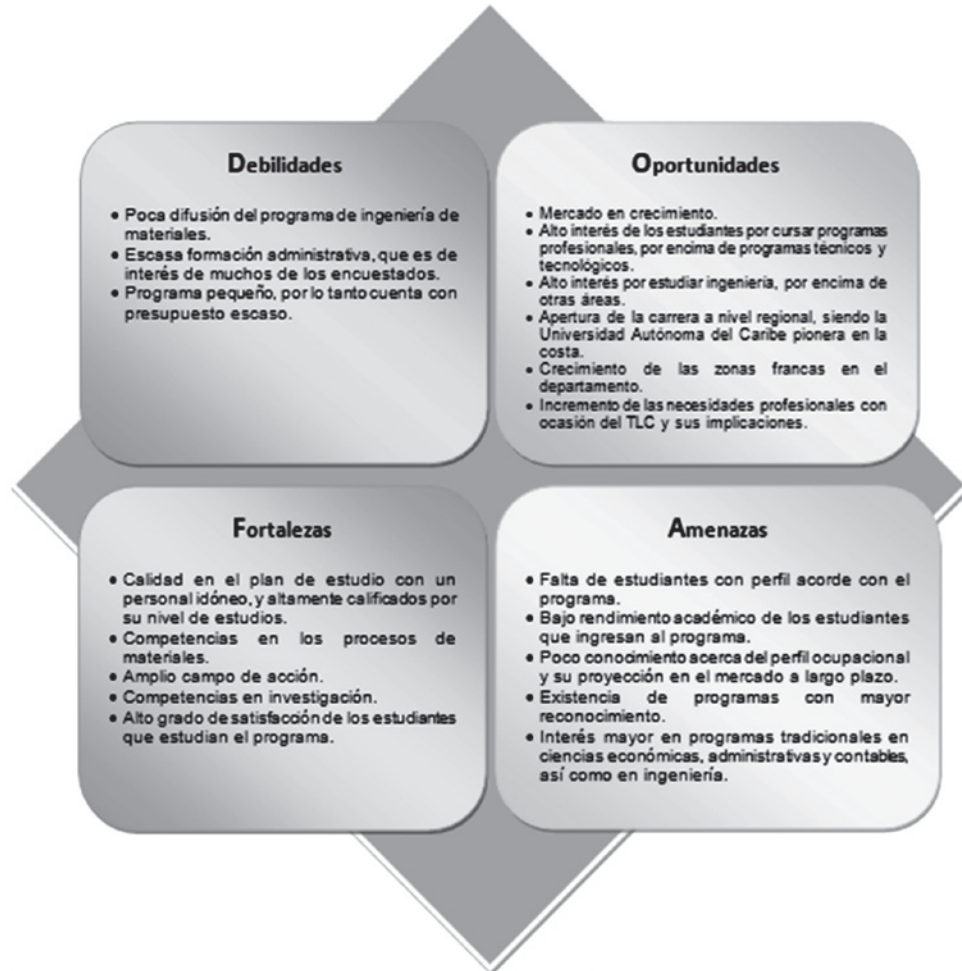 Debilidades
• Poca difusión del programa de ingeniería de
materiales.
• Escasa formación administrativa, que es de
interés de muchos de los encuestados.
• Programa pequeño, por lo tanto cuenta con
presupuesto escaso.
Oportunidades
• Mercado en crecimiento.
• Alto interés de los estudiantes por cursar programas
profesionales, por encima de programas técnicos y
tecnológicos.
• Alto interés por estudiar ingeniería, por encima de
otras áreas.
• Apertura de la carrera a nivel regional, siendo la
Universidad Autónoma del Caribe pionera en la
costa.
• Crecimiento de las zonas francas en el
departamento.
• Incremento de las necesidades profesionales con
ocasión del TLC y sus implicaciones.
Fortalezas
• Calidad en el plan de estudio con un
personal idóneo, y altamente calificados por
su nivel de estudios.
• Competencias en los procesos de
materiales.
• Amplio campo de acción.
• Competencias en investigación.
• Alto grado de satisfacción de los estudiantes
que estudian el programa.
Amenazas
• Falta de estudiantes con perfil acorde con el
programa.
• Bajo rendimiento académico de los estudiantes
que ingresan al programa.
• Poco conocimiento acerca del perfil ocupacional
y su proyección en el mercado a largo plazo.
• Existencia de programas con mayor
reconocimiento.
• Interés mayor en programas tradicionales en
ciencias económicas, administrativas y contables,
así como en ingeniería.